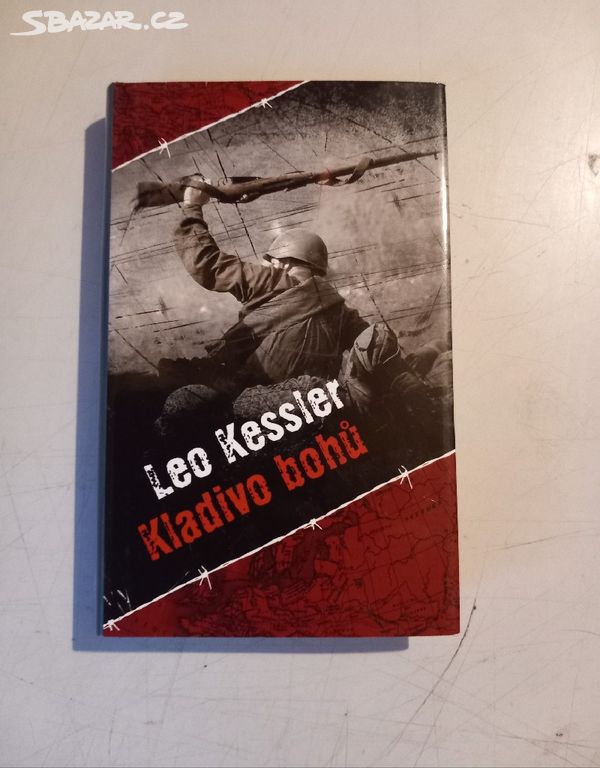 SBAZAR.CZ
Leo Kessler
Kladivo bohů